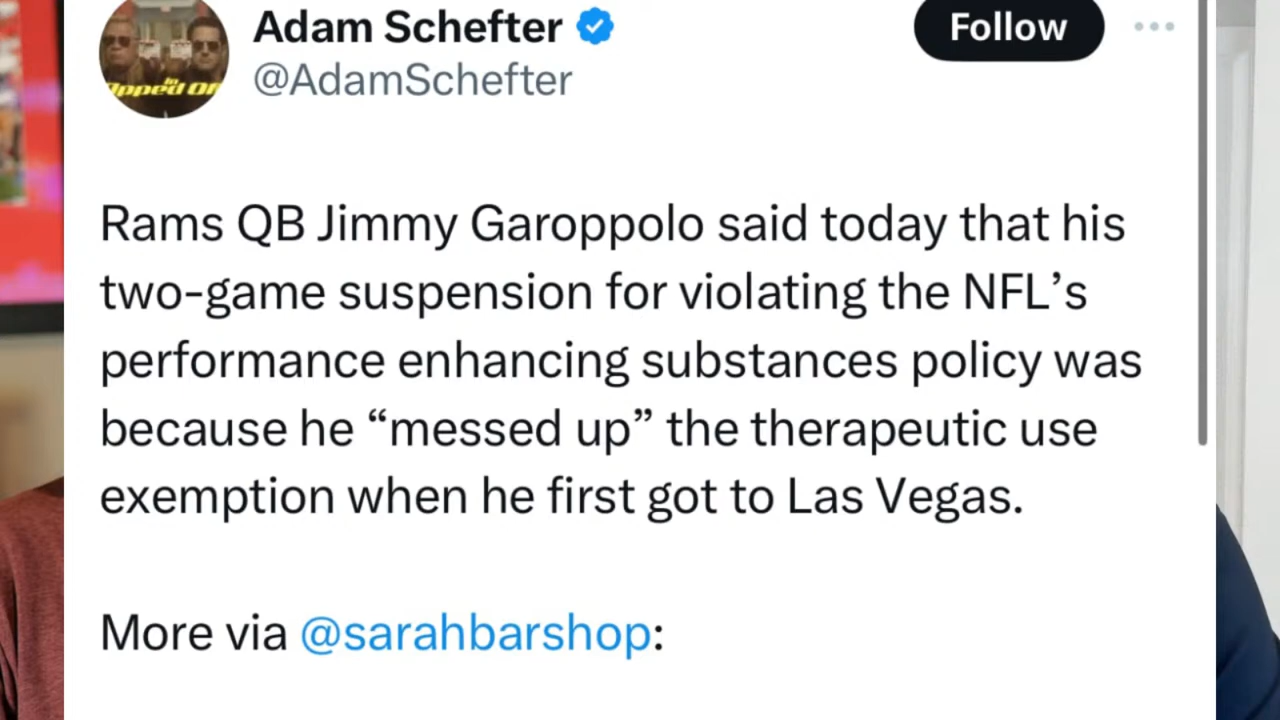 Adam Schefter
Follow
@AdamSchefter
Rams QB Jimmy Garoppolo said today that his
two-game suspension for violating the NFL’s
performance enhancing substances policy was
because he “messed up” the therapeutic use
exemption when he first got to Las Vegas.
More via @sarahbarshop: